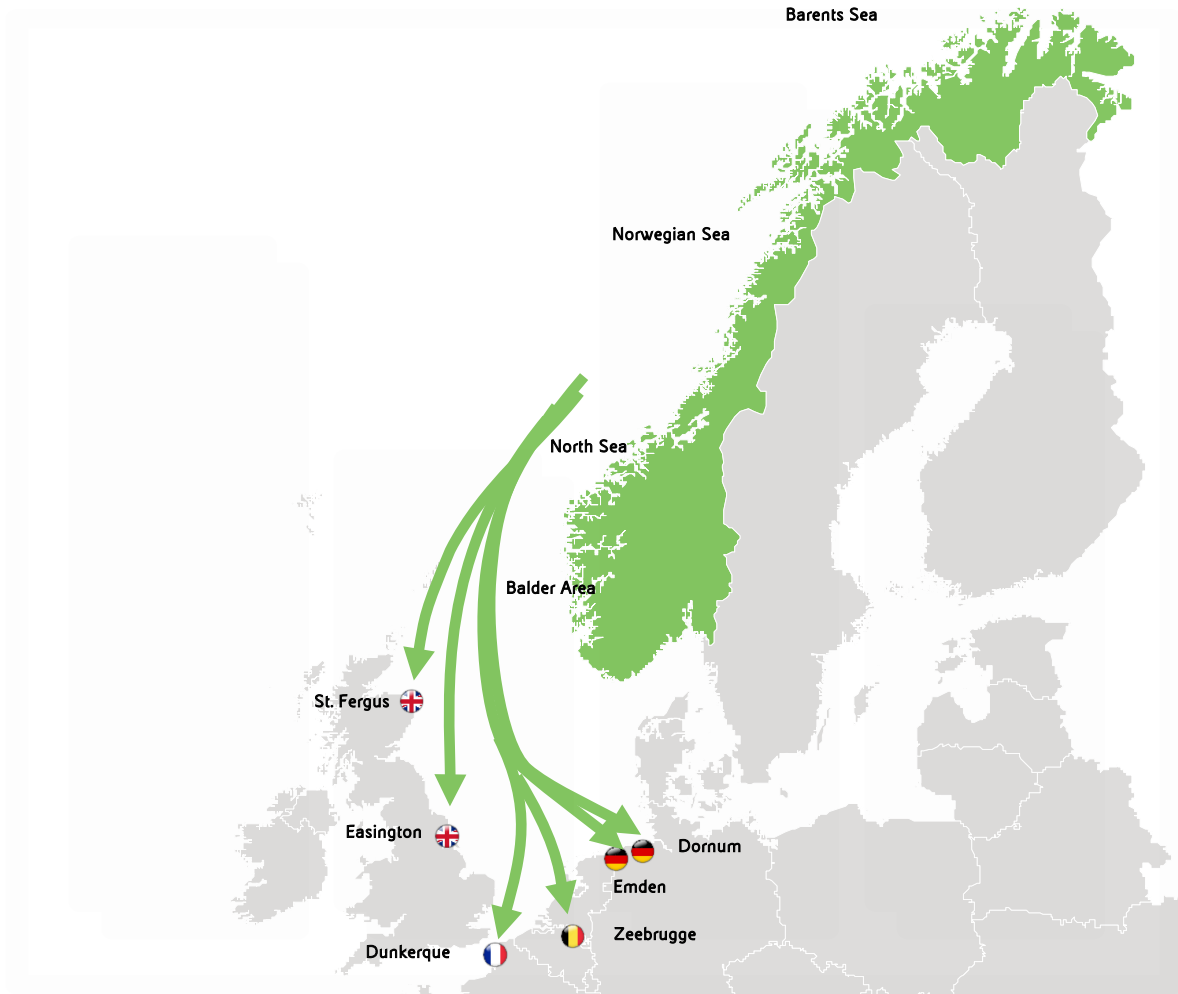 Barents Sea
Norwegian Sea
North Sea
Balder Area
St. Fergus
Easington
Dornum
Emden
Zeebrugge
Dunkerque